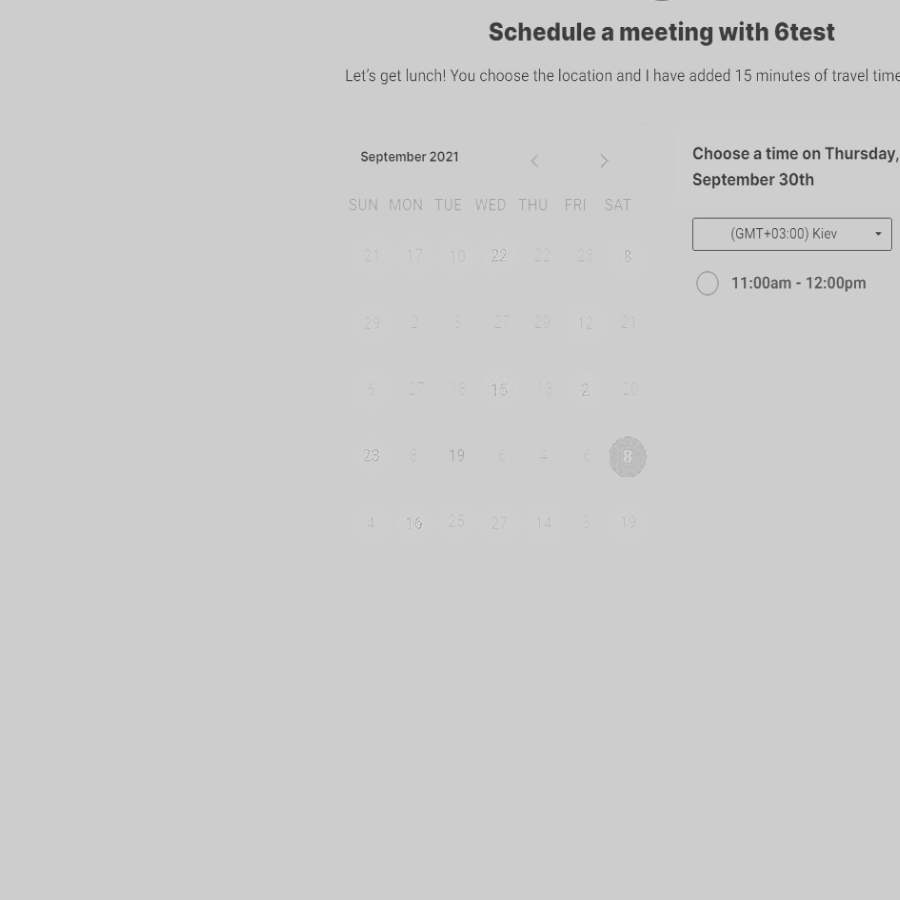 Schedule a meeting with 6test
Let's get lunch! You choose the location and I have added 15 minutes of travel time
September 2021
SUN MON TUE WED THU FRI SAT
21 17 10 22 22 23 8
29 2 3 27 29 12 21
5 27 18 15 13 2 20
23 8 19 6 4 6 8
4 16 25 27 14 3 19
Choose a time on Thursday,
September 30th
(GMT+03:00) Kiev
11:00am - 12:00pm